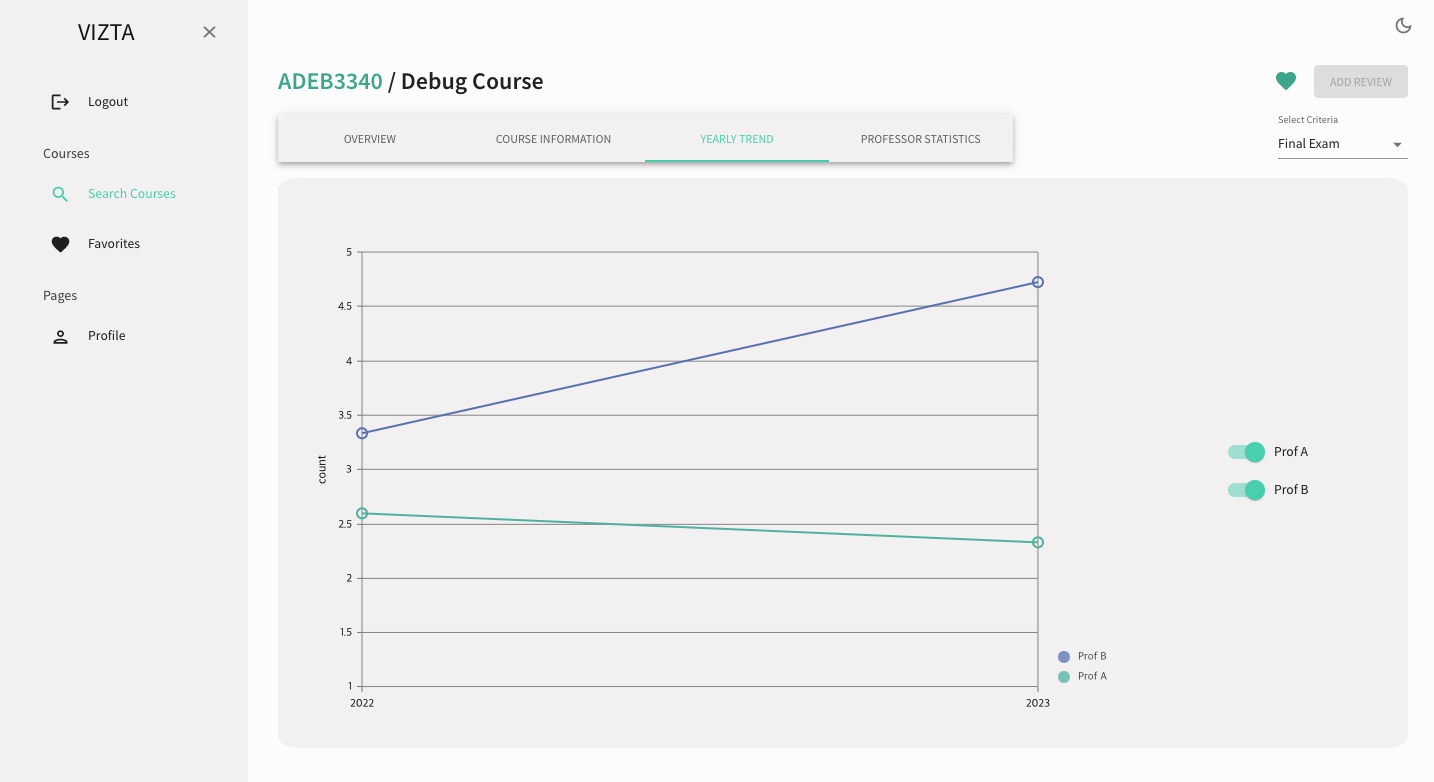 VIZTA
Logout
Courses
Search Courses
Favorites
Pages
Profile
ADEB3340 / Debug Course
ADD REVIEW
OVERVIEW COURSE INFORMATION YEARLY TREND PROFESSOR STATISTICS
Select Criteria
Final Exam
5
4.5
4
3.5
3
2.5
2
1.5
1
count
2022 2023
Prof B
Prof A
Prof A
Prof B